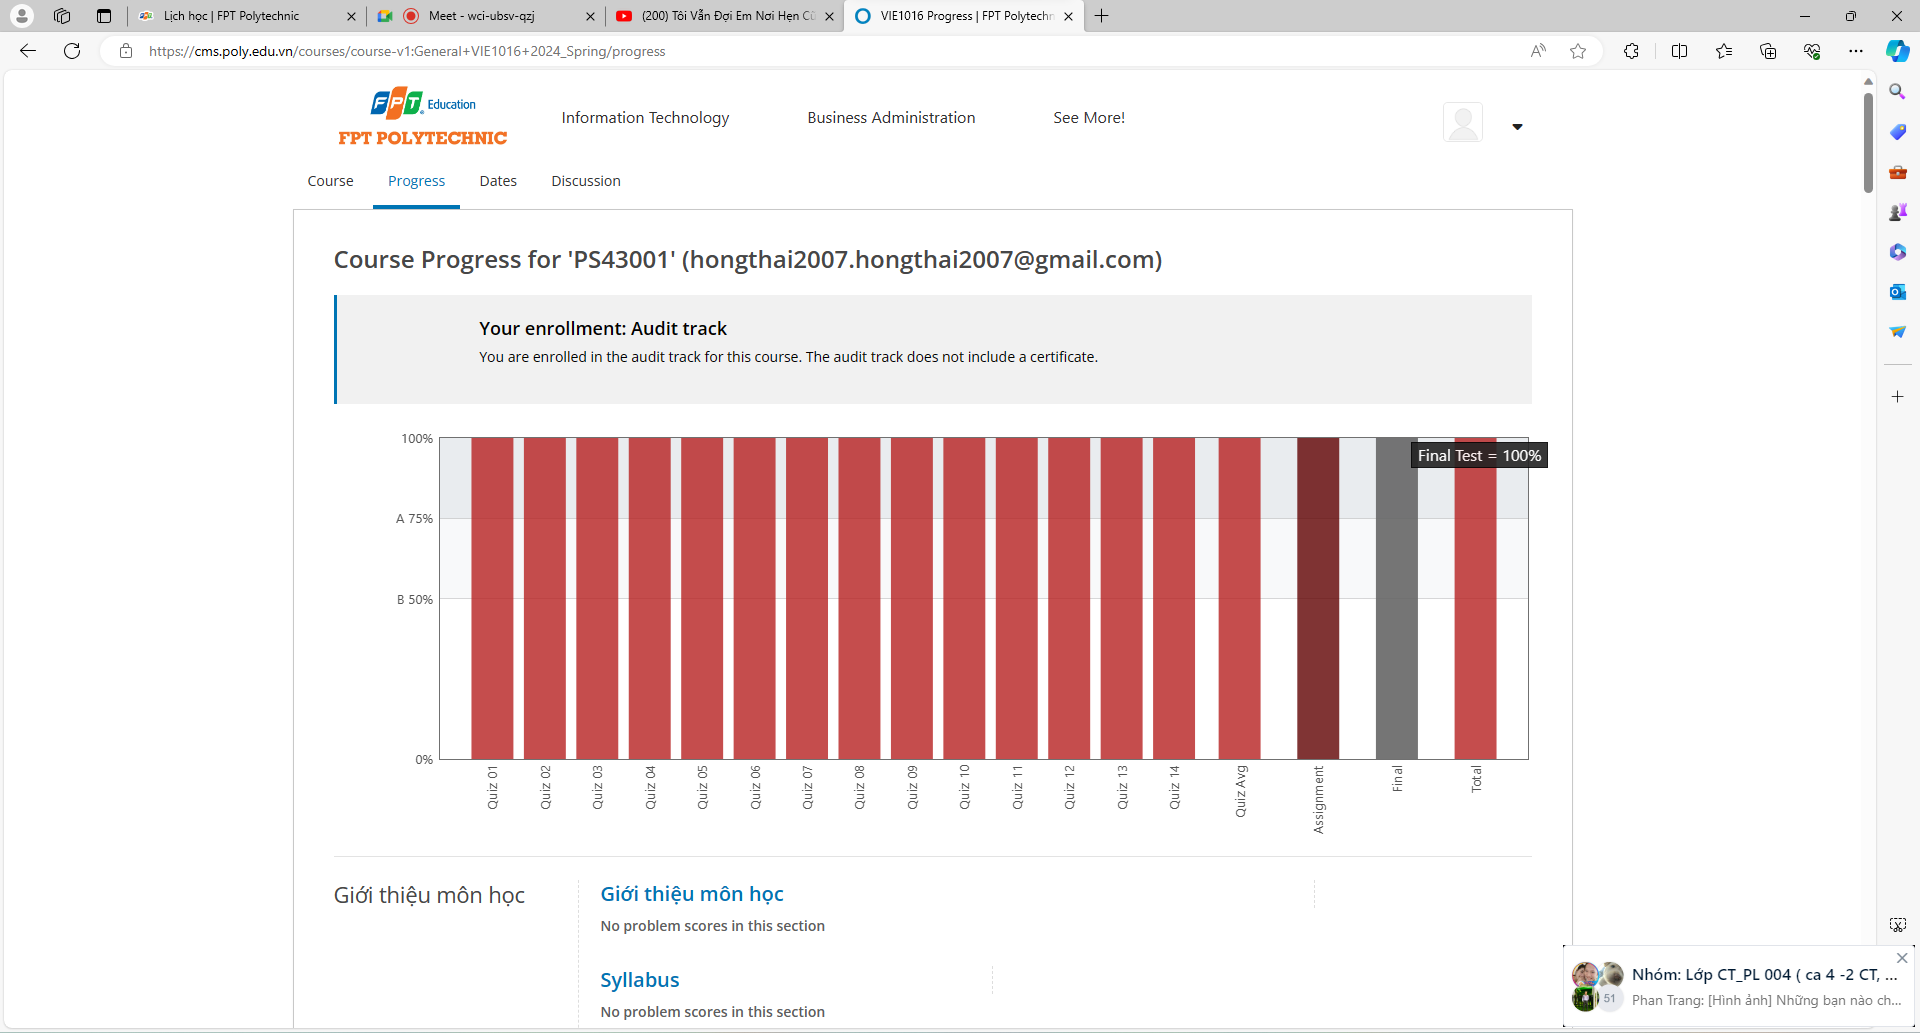 Lịch học | FPT Polytechnic
Meet - wci-ubsv-qzj
(200) Tôi Vẫn Đợi Em Nơi Hẹn Cũ
VIE1016 Progress | FPT Polytechn
https://cms.poly.edu.vn/courses/course-v1:General+VIE1016+2024_Spring/progress
FPT Education
FPT POLYTECHNIC
Information Technology
Business Administration
See More!
Course
Progress
Dates
Discussion
Course Progress for 'PS43001' (hongthai2007.hongthai2007@gmail.com)
Your enrollment: Audit track
You are enrolled in the audit track for this course. The audit track does not include a certificate.
100%
Final Test = 100%
A 75%
B 50%
0%
Quiz 01
Quiz 02
Quiz 03
Quiz 04
Quiz 05
Quiz 06
Quiz 07
Quiz 08
Quiz 09
Quiz 10
Quiz 11
Quiz 12
Quiz 13
Quiz 14
Quiz Avg
Assignment
Final
Total
Giới thiệu môn học
Giới thiệu môn học
No problem scores in this section
Syllabus
No problem scores in this section
Nhóm: Lớp CT_PL 004 ( ca 4 -2 CT, ...
51
Phan Trang: [Hình ảnh] Những bạn nào ch...